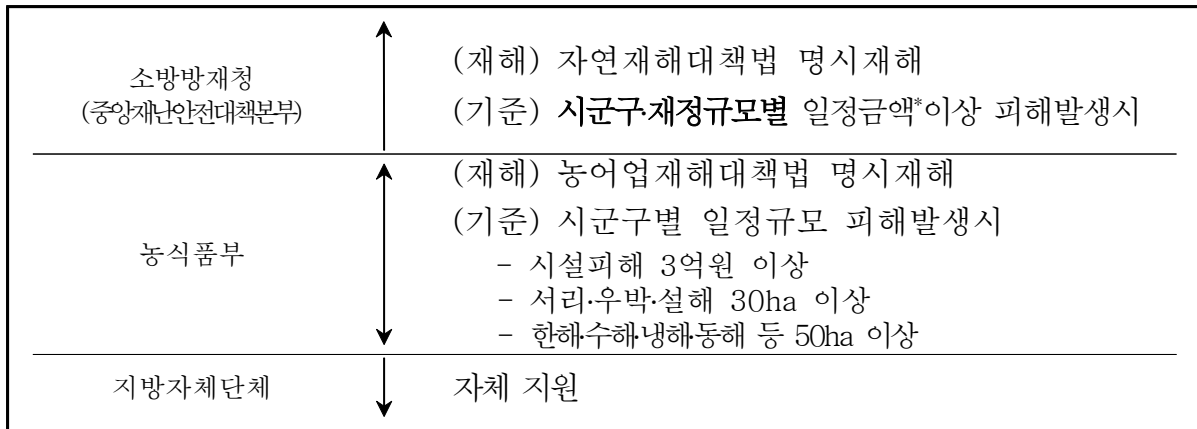 소방방재청
(중앙재난안전대책본부)
(재해) 자연재해대책법 명시재해
(기준) 시군구·재정규모별 일정금액*이상 피해발생시
농식품부
(재해) 농어업재해대책법 명시재해
(기준) 시군구별 일정규모 피해발생시
- 시설피해 3억원 이상
- 서리·우박·설해 30ha 이상
- 한해·수해·냉해·동해 등 50ha 이상
지방자체단체
자체 지원